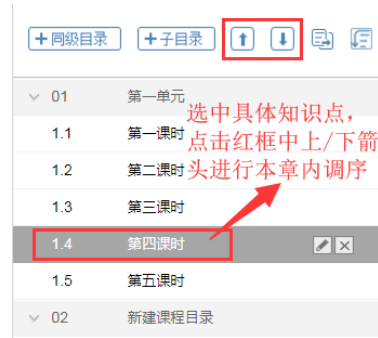 +同级目录 +子目录
01 第一单元
选中具体知识点，
1.1 第一课时
点击红框中上/下箭
1.2 第二课时
头进行本章内调序
1.3 第三课时
1.4 第四课时
1.5 第五课时
02 新建课程目录